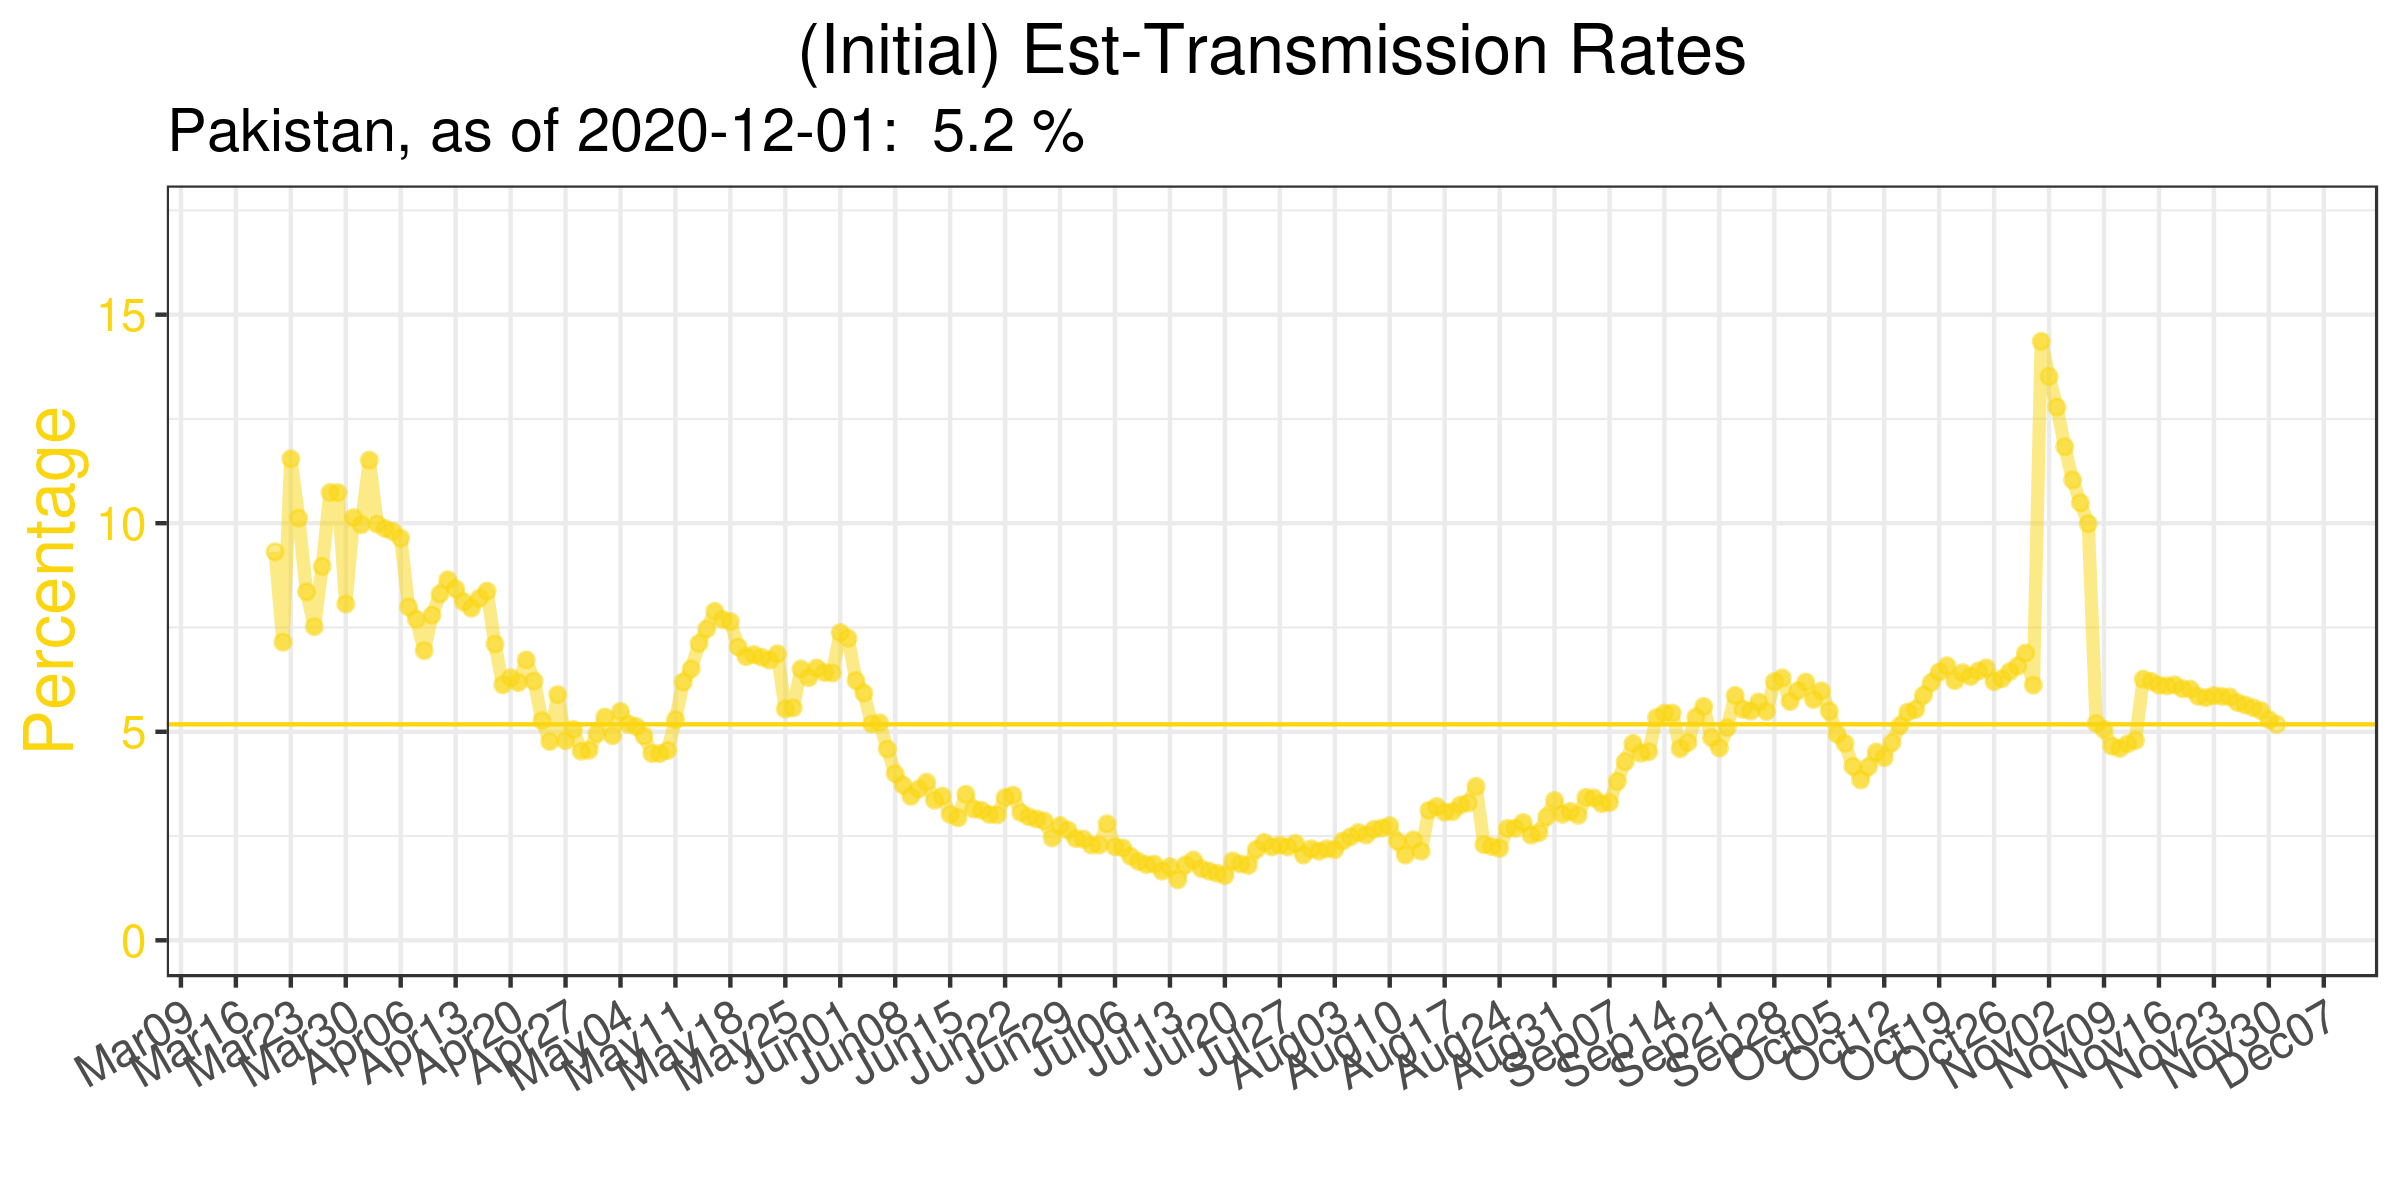 (Initial) Est-Transmission Rates
Pakistan, as of 2020-12-01:  5.2 %
Percentage
15
10
5
0
Mar09
Mar16
Mar23
Mar30
Apr06
Apr13
Apr20
Apr27
May04
May11
May18
May25
Jun01
Jun08
Jun15
Jun22
Jun29
Jul06
Jul13
Jul20
Jul27
Aug03
Aug10
Aug17
Aug24
Aug31
Sep07
Sep14
Sep21
Sep28
Oct05
Oct12
Oct19
Oct26
Nov02
Nov09
Nov16
Nov23
Nov30
Dec07